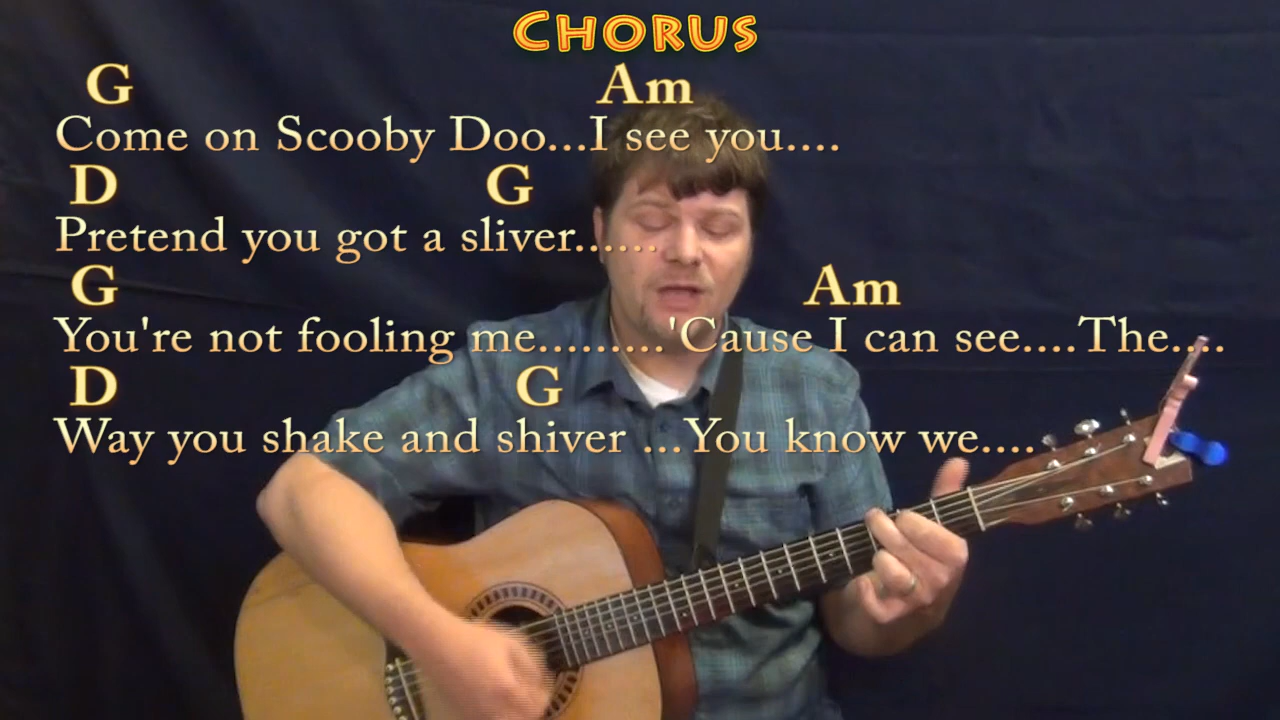 CHORUS
G Am
Come on Scooby Doo...I see you....
D G
Pretend you got a sliver......
G Am
You're not fooling me.........'Cause I can see....The....
D G
Way you shake and shiver ...You know we....